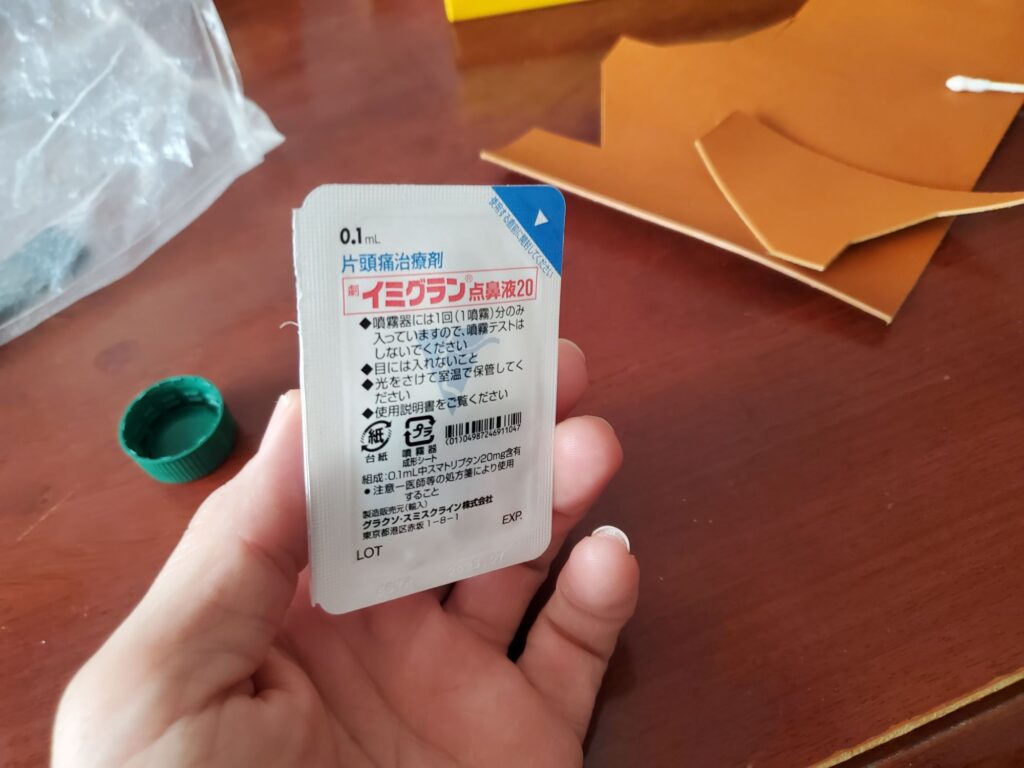 0.1mL
使用する直前に開封してください
片頭痛治療剤
劇 イミグラン® 点鼻液20
◆噴霧器には1回(1噴霧)分のみ
入っていますので、噴霧テストは
しないでください
◆目には入れないこと
◆光をさけて室温で保管してく
ださい
◆使用説明書をご覧ください
紙
台紙
プラ
噴霧器
成形シート
(01)04987246911047
組成:0.1mL中スマトリプタン20mg含有
●注意-医師等の処方箋により使用
すること
製造販売元(輸入)
グラクソ・スミスクライン株式会社
東京都港区赤坂1-8-1
LOT
EXP.